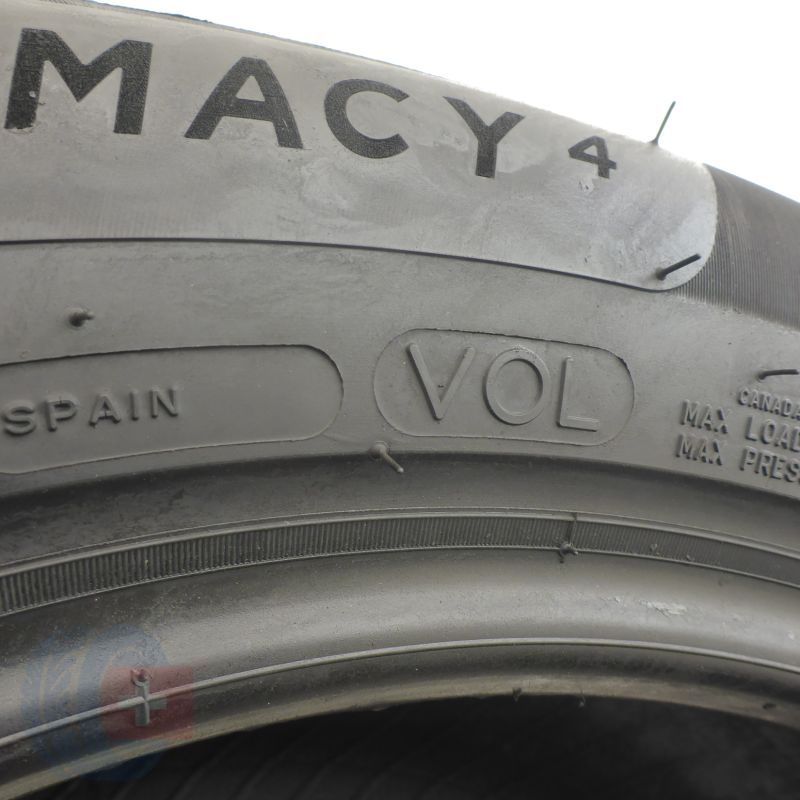 MACY 4
SPAIN
VOL
CANADA
MAX LOAD
MAX PRES